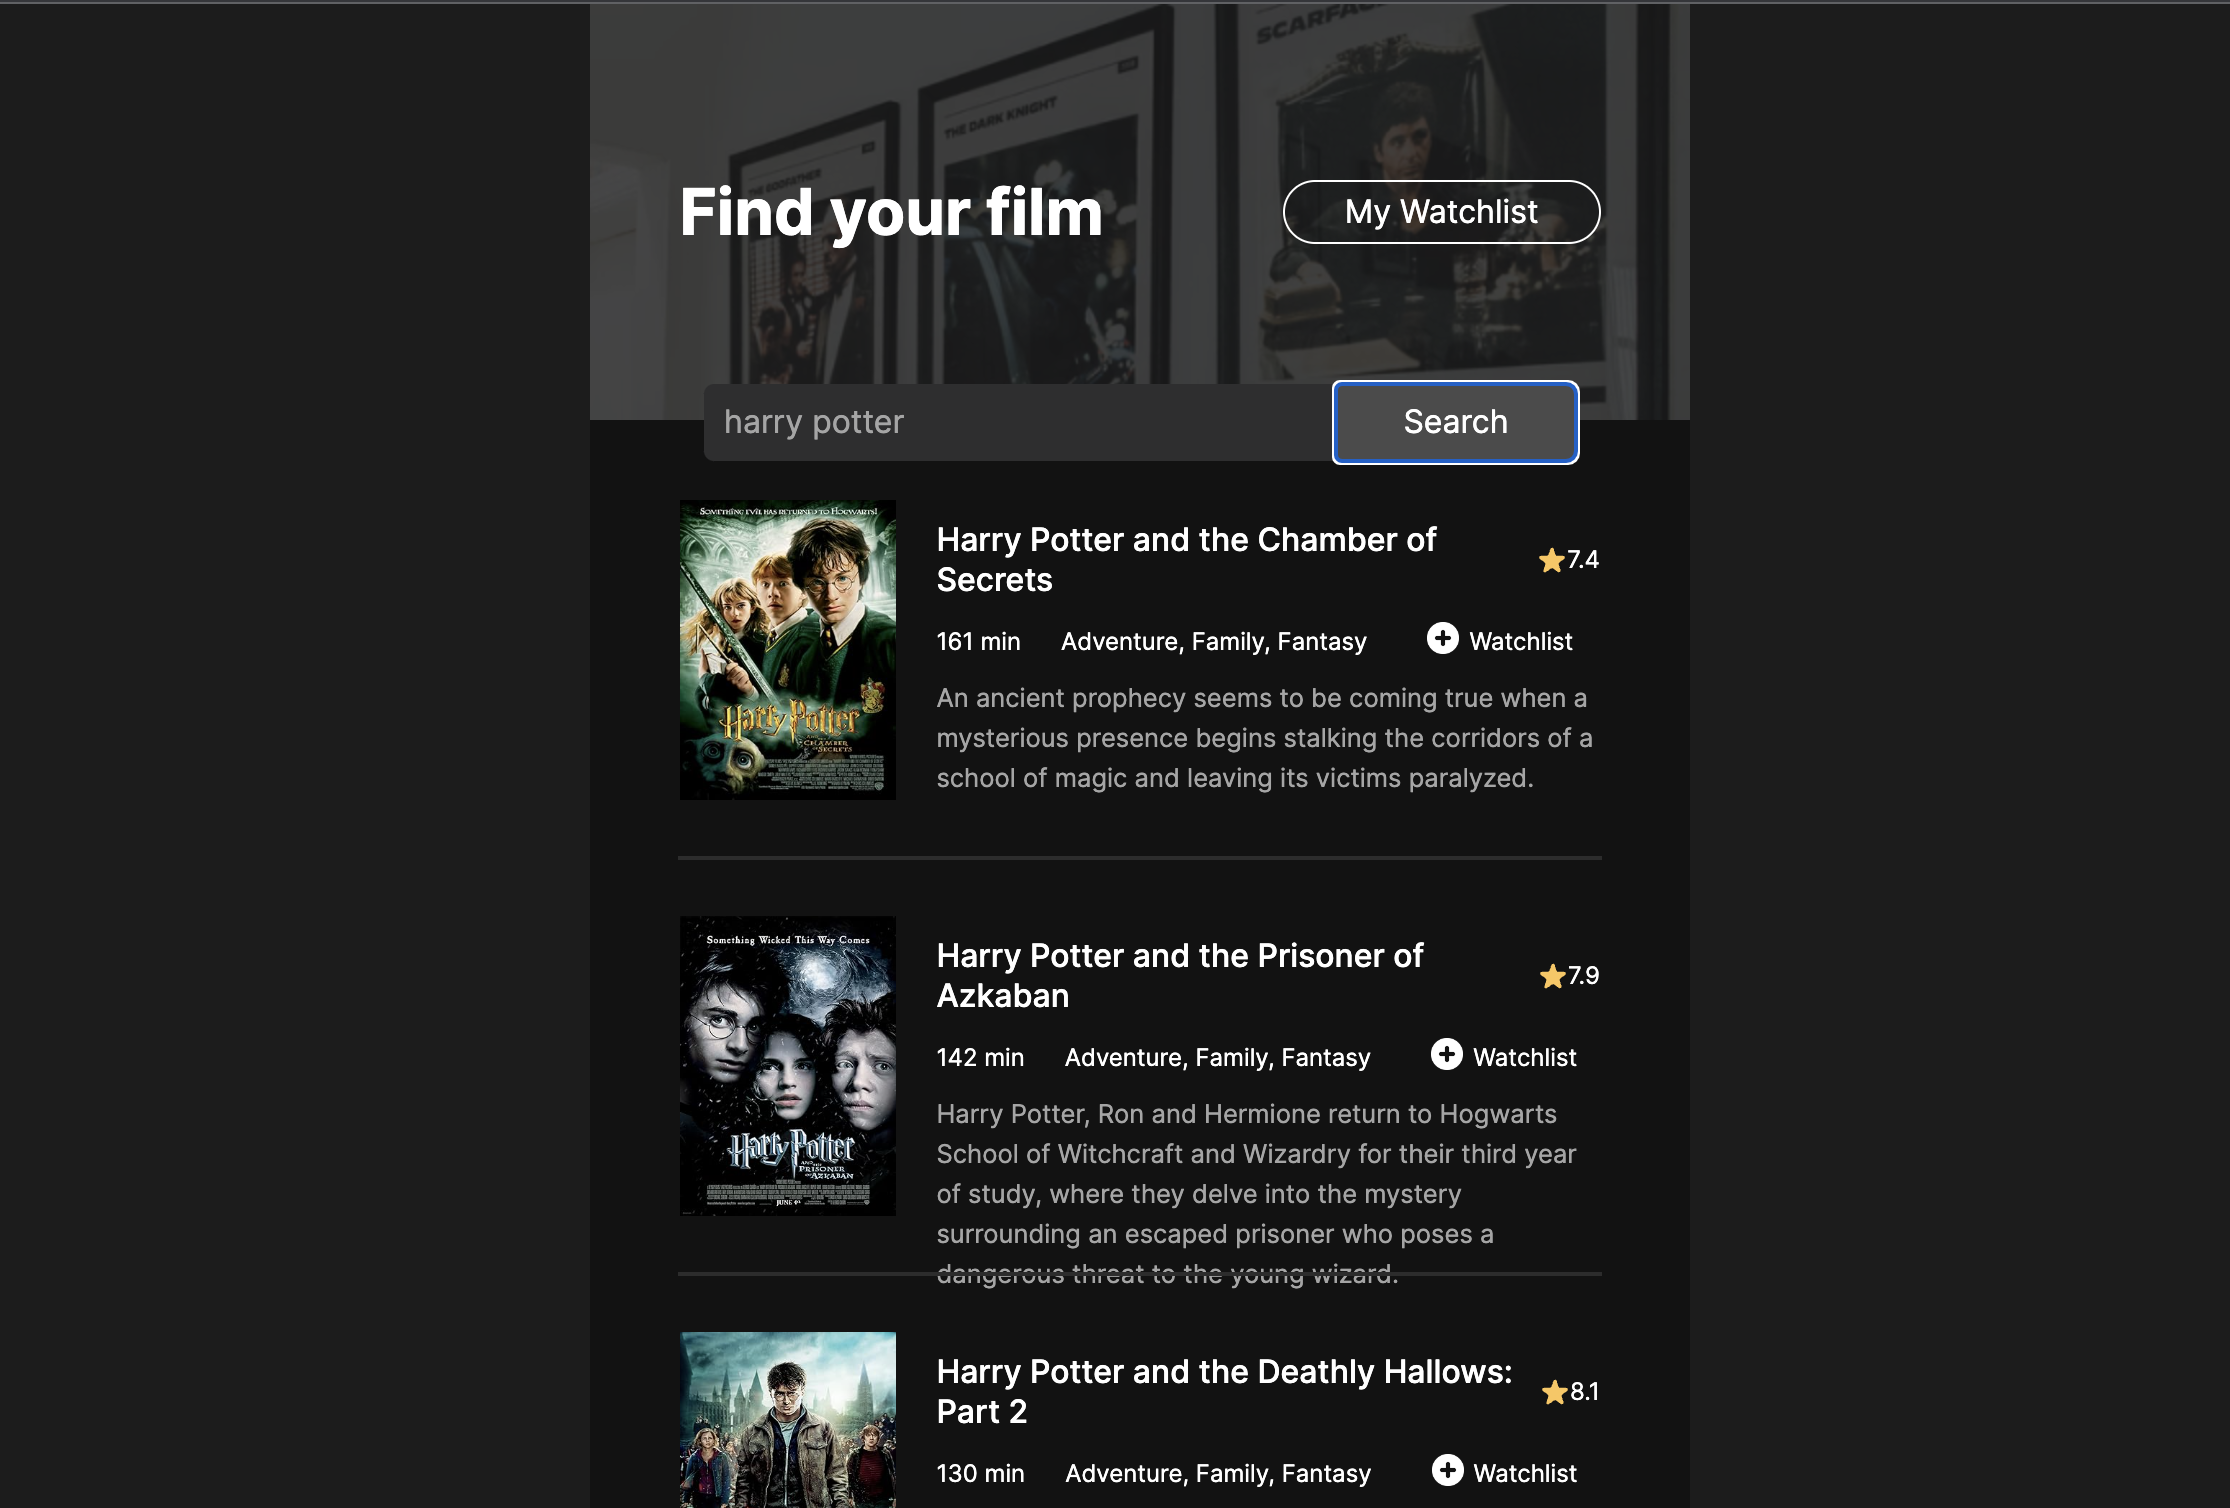 SCARFACE
THE DARK KNIGHT
THE GODFATHER
Find your film
My Watchlist
harry potter
Search
SOMETHING EVIL HAS RETURNED TO HOGWARTS!
Harry Potter
AND THE
CHAMBER
OF SECRETS
Harry Potter and the Chamber of
Secrets
7.4
161 min Adventure, Family, Fantasy Watchlist
An ancient prophecy seems to be coming true when a
mysterious presence begins stalking the corridors of a
school of magic and leaving its victims paralyzed.
Something Wicked This Way Comes
Harry Potter
AND THE
PRISONER
OF AZKABAN
JUNE 4
Harry Potter and the Prisoner of
Azkaban
7.9
142 min Adventure, Family, Fantasy Watchlist
Harry Potter, Ron and Hermione return to Hogwarts
School of Witchcraft and Wizardry for their third year
of study, where they delve into the mystery
surrounding an escaped prisoner who poses a
dangerous threat to the young wizard.
Harry Potter and the Deathly Hallows:
Part 2
8.1
130 min Adventure, Family, Fantasy Watchlist